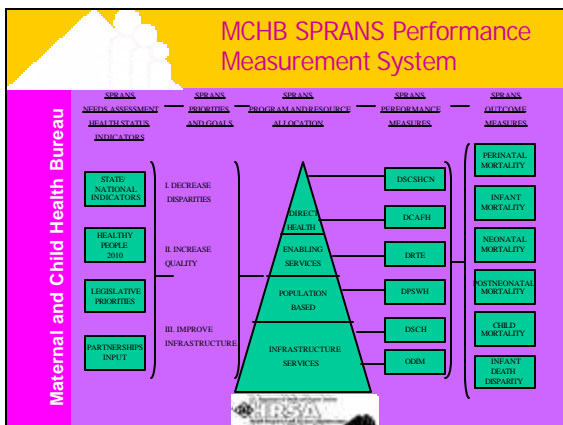 MCHB SPRANS Performance
Measurement System
Maternal and Child Health Bureau
SPRANS
NEEDS ASSESSMENT
HEALTH STATUS
INDICATORS
SPRANS
PRIORITIES
AND GOALS
SPRANS
PROGRAM AND RESOURCE
ALLOCATION
SPRANS
PERFORMANCE
MEASURES
SPRANS
OUTCOME
MEASURES
STATE/
NATIONAL
INDICATORS
HEALTHY
PEOPLE
2010
LEGISLATIVE
PRIORITIES
PARTNERSHIPS
INPUT
I. DECREASE
DISPARITIES
II. INCREASE
QUALITY
III. IMPROVE
INFRASTRUCTURE
DIRECT
HEALTH
ENABLING
SERVICES
POPULATION
BASED
INFRASTRUCTURE
SERVICES
DSCSHCN
DCAFH
DRTE
DPSWH
DSCH
ODIM
PERINATAL
MORTALITY
INFANT
MORTALITY
NEONATAL
MORTALITY
POSTNEONATAL
MORTALITY
CHILD
MORTALITY
INFANT
DEATH
DISPARITY
HRSA